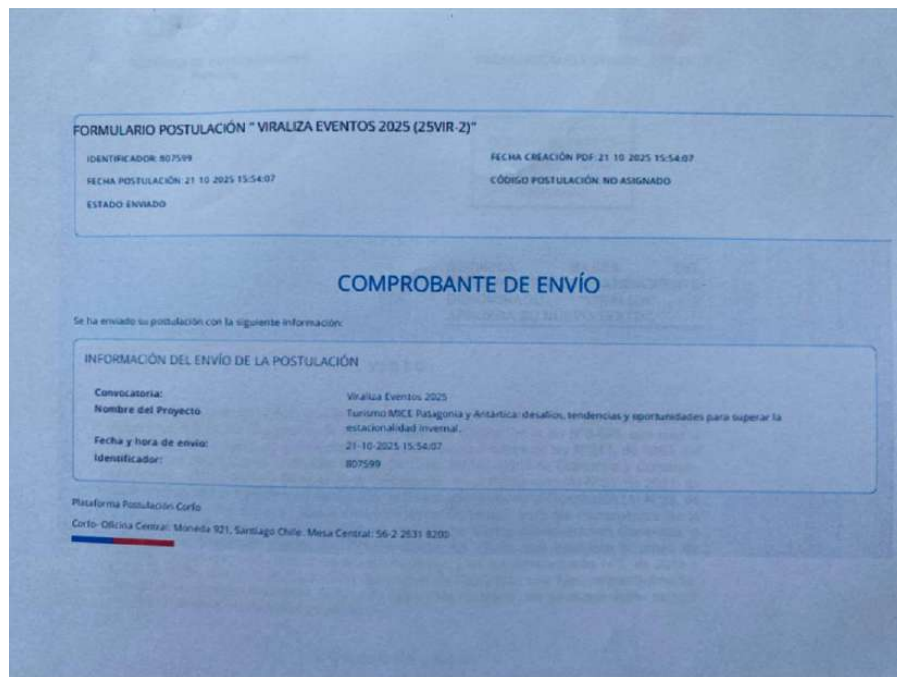 FORMULARIO POSTULACIÓN " VIRALIZA EVENTOS 2025 (25VIR-2)"
IDENTIFICADOR: 807599
FECHA CREACIÓN PDF: 21 10 2025 15:54:07
FECHA POSTULACIÓN: 21 10 2025 15:54:07
CÓDIGO POSTULACIÓN: NO ASIGNADO
ESTADO ENVIADO
COMPROBANTE DE ENVÍO
Se ha enviado su postulación con la siguiente información:
INFORMACIÓN DEL ENVÍO DE LA POSTULACIÓN
Convocatoria: Viraliza Eventos 2025
Nombre del Proyecto Turismo MICE Patagonia y Antártica: desafíos, tendencias y oportunidades para superar la
estacionalidad invernal.
Fecha y hora de envío: 21-10-2025 15:54:07
Identificador: 807599
Plataforma Postulación Corfo
Corfo- Oficina Central: Moneda 921, Santiago Chile. Mesa Central: 56-2 2631 8200